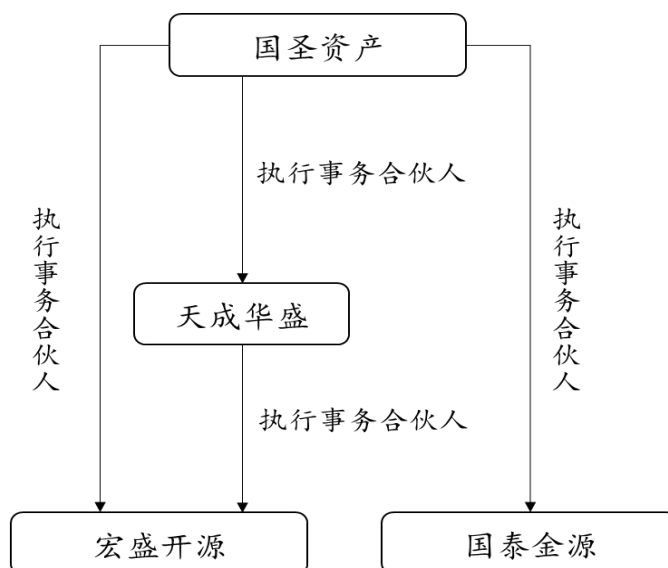 国圣资产
执行事务合伙人
执行事务合伙人
执行事务合伙人
天成华盛
执行事务合伙人
宏盛开源
国泰金源